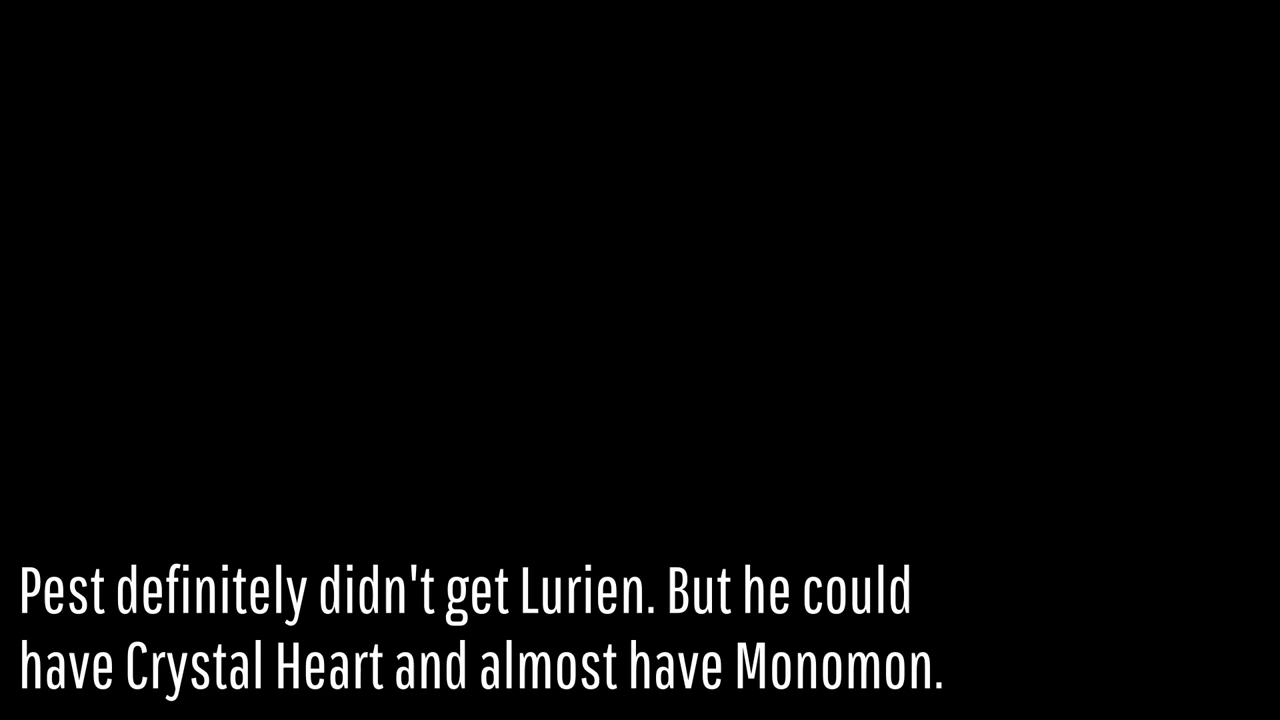 Pest definitely didn't get Lurien. But he could
have Crystal Heart and almost have Monomon.